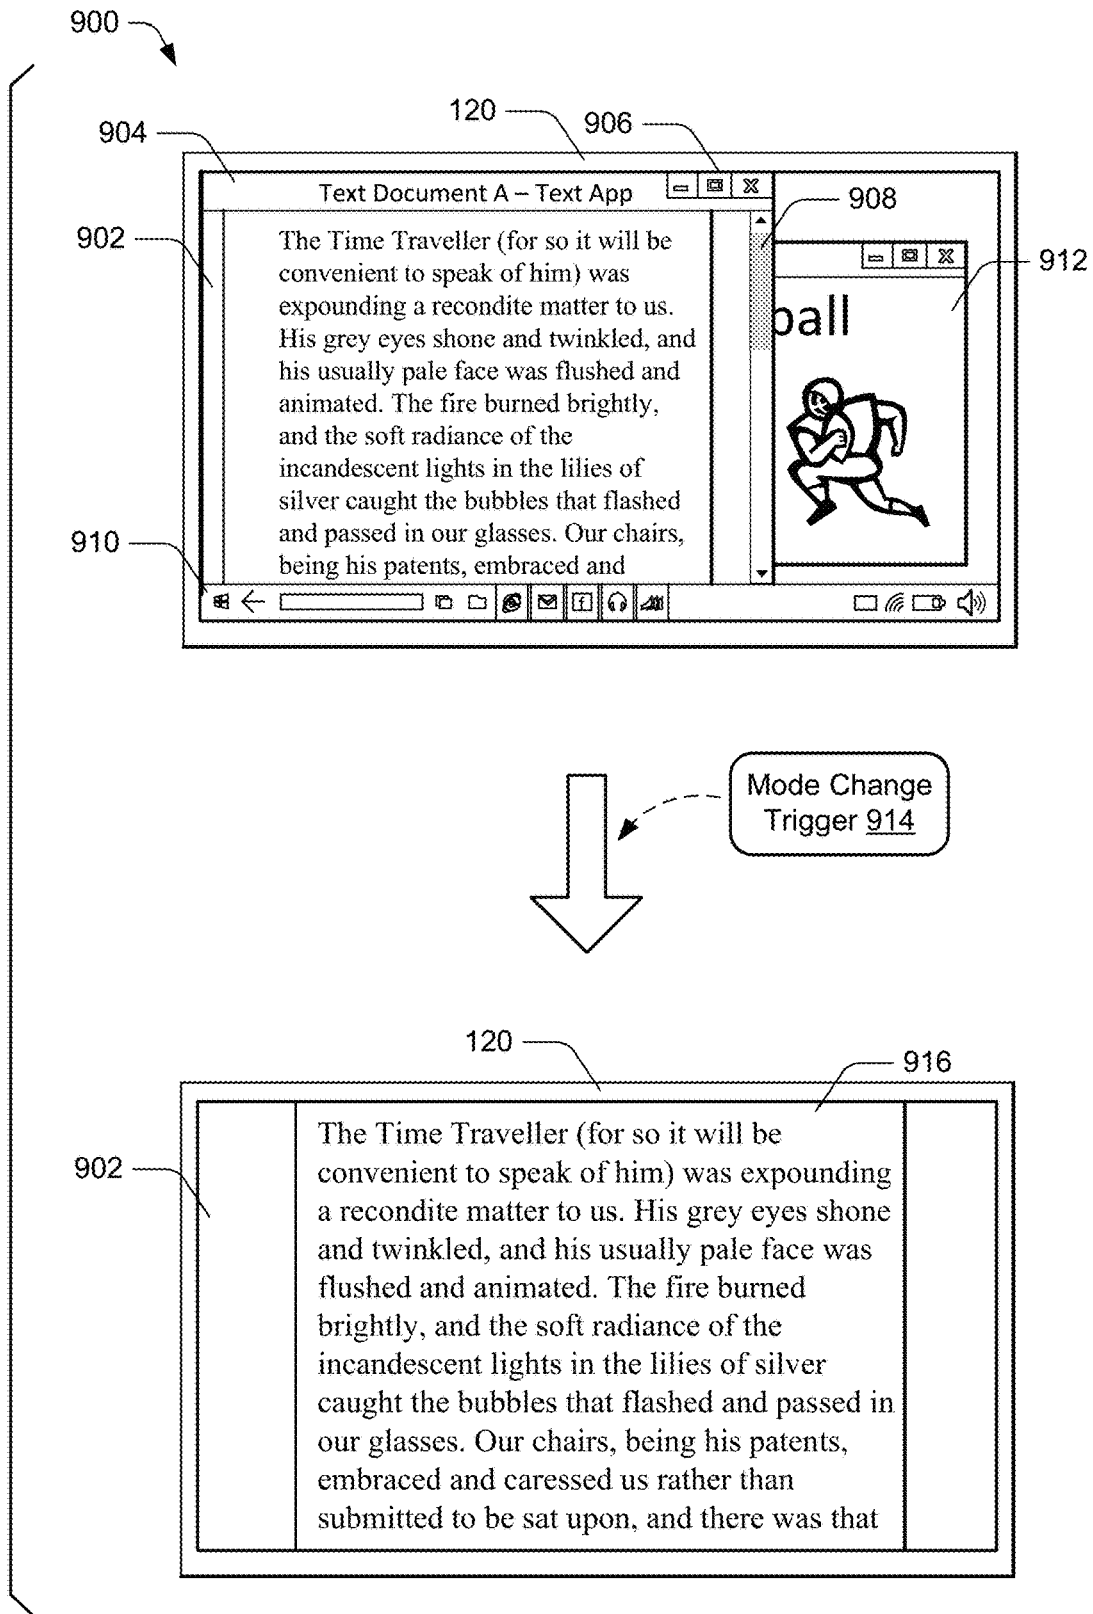 900
120
904
906
Text Document A – Text App
908
902
912
The Time Traveller (for so it will be
convenient to speak of him) was
expounding a recondite matter to us.
His grey eyes shone and twinkled, and
his usually pale face was flushed and
animated. The fire burned brightly,
and the soft radiance of the
incandescent lights in the lilies of
silver caught the bubbles that flashed
and passed in our glasses. Our chairs,
being his patents, embraced and
ball
910
f
Mode Change
Trigger 914
120
916
902
The Time Traveller (for so it will be
convenient to speak of him) was expounding
a recondite matter to us. His grey eyes shone
and twinkled, and his usually pale face was
flushed and animated. The fire burned
brightly, and the soft radiance of the
incandescent lights in the lilies of silver
caught the bubbles that flashed and passed in
our glasses. Our chairs, being his patents,
embraced and caressed us rather than
submitted to be sat upon, and there was that